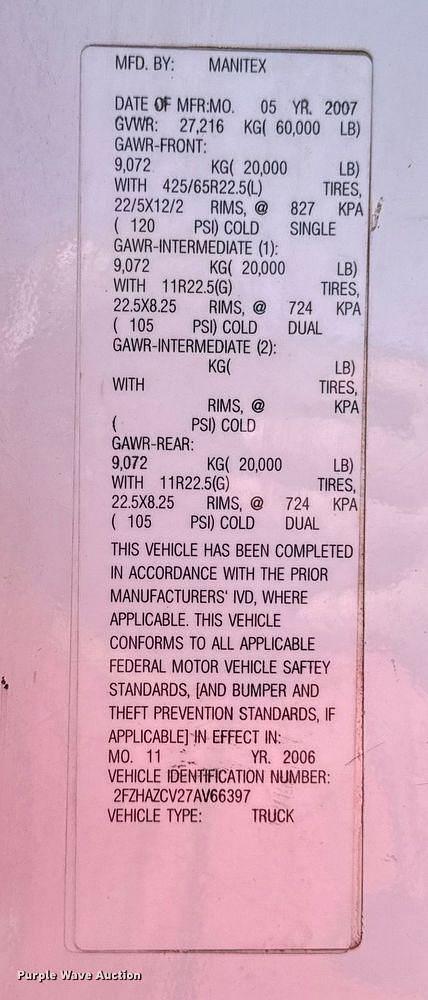 MFD. BY: MANITEX
DATE OF MFR:MO. 05 YR. 2007
GVWR: 27,216 KG( 60,000 LB)
GAWR-FRONT:
9,072 KG( 20,000 LB)
WITH 425/65R22.5(L) TIRES,
22/5X12/2 RIMS, @ 827 KPA
( 120 PSI) COLD SINGLE
GAWR-INTERMEDIATE (1):
9,072 KG( 20,000 LB)
WITH 11R22.5(G) TIRES,
22.5X8.25 RIMS, @ 724 KPA
( 105 PSI) COLD DUAL
GAWR-INTERMEDIATE (2):
KG( LB)
WITH TIRES,
RIMS, @ KPA
( PSI) COLD
GAWR-REAR:
9,072 KG( 20,000 LB)
WITH 11R22.5(G) TIRES,
22.5X8.25 RIMS, @ 724 KPA
( 105 PSI) COLD DUAL
THIS VEHICLE HAS BEEN COMPLETED
IN ACCORDANCE WITH THE PRIOR
MANUFACTURERS' IVD, WHERE
APPLICABLE. THIS VEHICLE
CONFORMS TO ALL APPLICABLE
FEDERAL MOTOR VEHICLE SAFTEY
STANDARDS, [AND BUMPER AND
THEFT PREVENTION STANDARDS, IF
APPLICABLE] IN EFFECT IN:
MO. 11 YR. 2006
VEHICLE IDENTIFICATION NUMBER:
2FZHAZCV27AV66397
VEHICLE TYPE: TRUCK
Purple Wave Auction